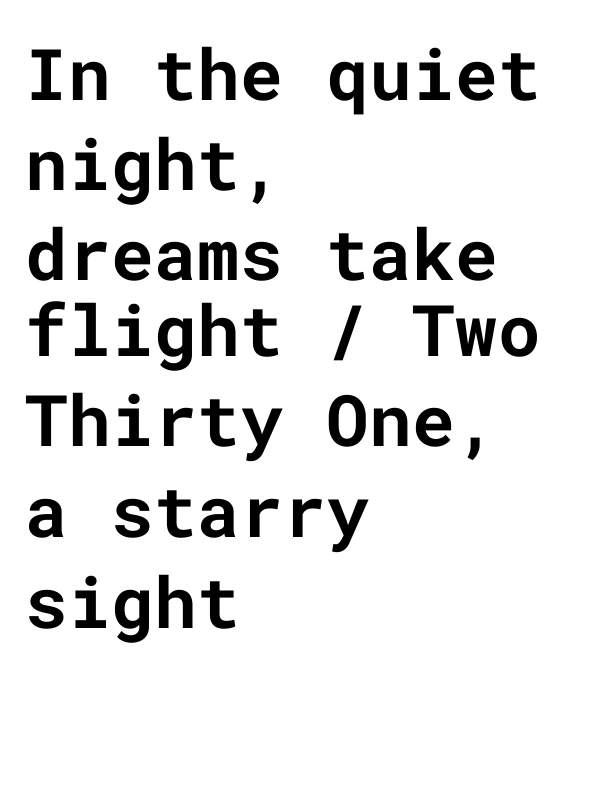 In the quiet
night,
dreams take
flight / Two
Thirty One,
a starry
sight